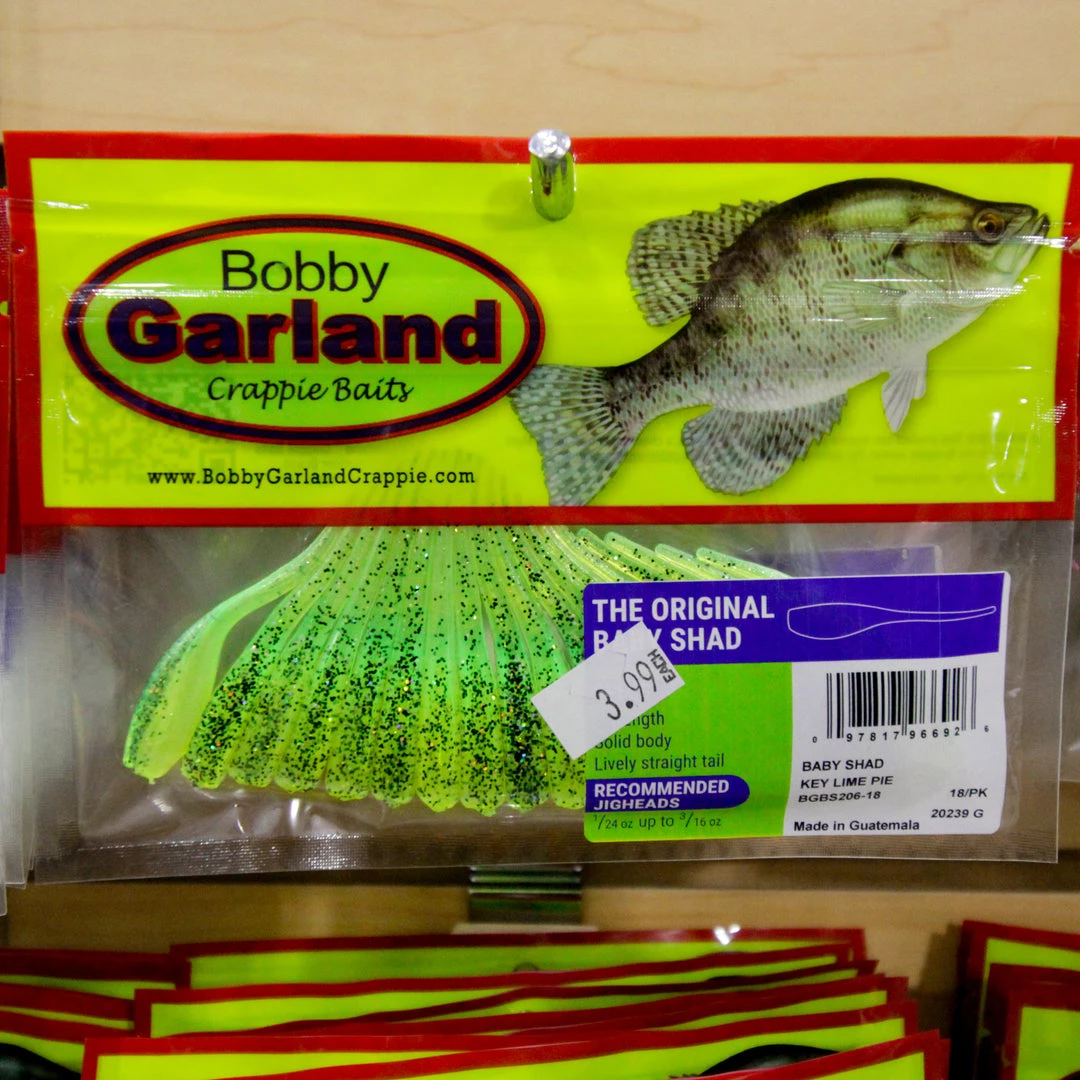 Bobby
Garland
Crappie Baits
www.BobbyGarlandCrappie.com
THE ORIGINAL
BABY SHAD
3.99 EACH
Solid body
Lively straight tail
RECOMMENDED
JIGHEADS
1/24 oz up to 3/16 oz
0 97817 96692 6
BABY SHAD
KEY LIME PIE
BGBS206-18
18/PK
20239 G
Made in Guatemala